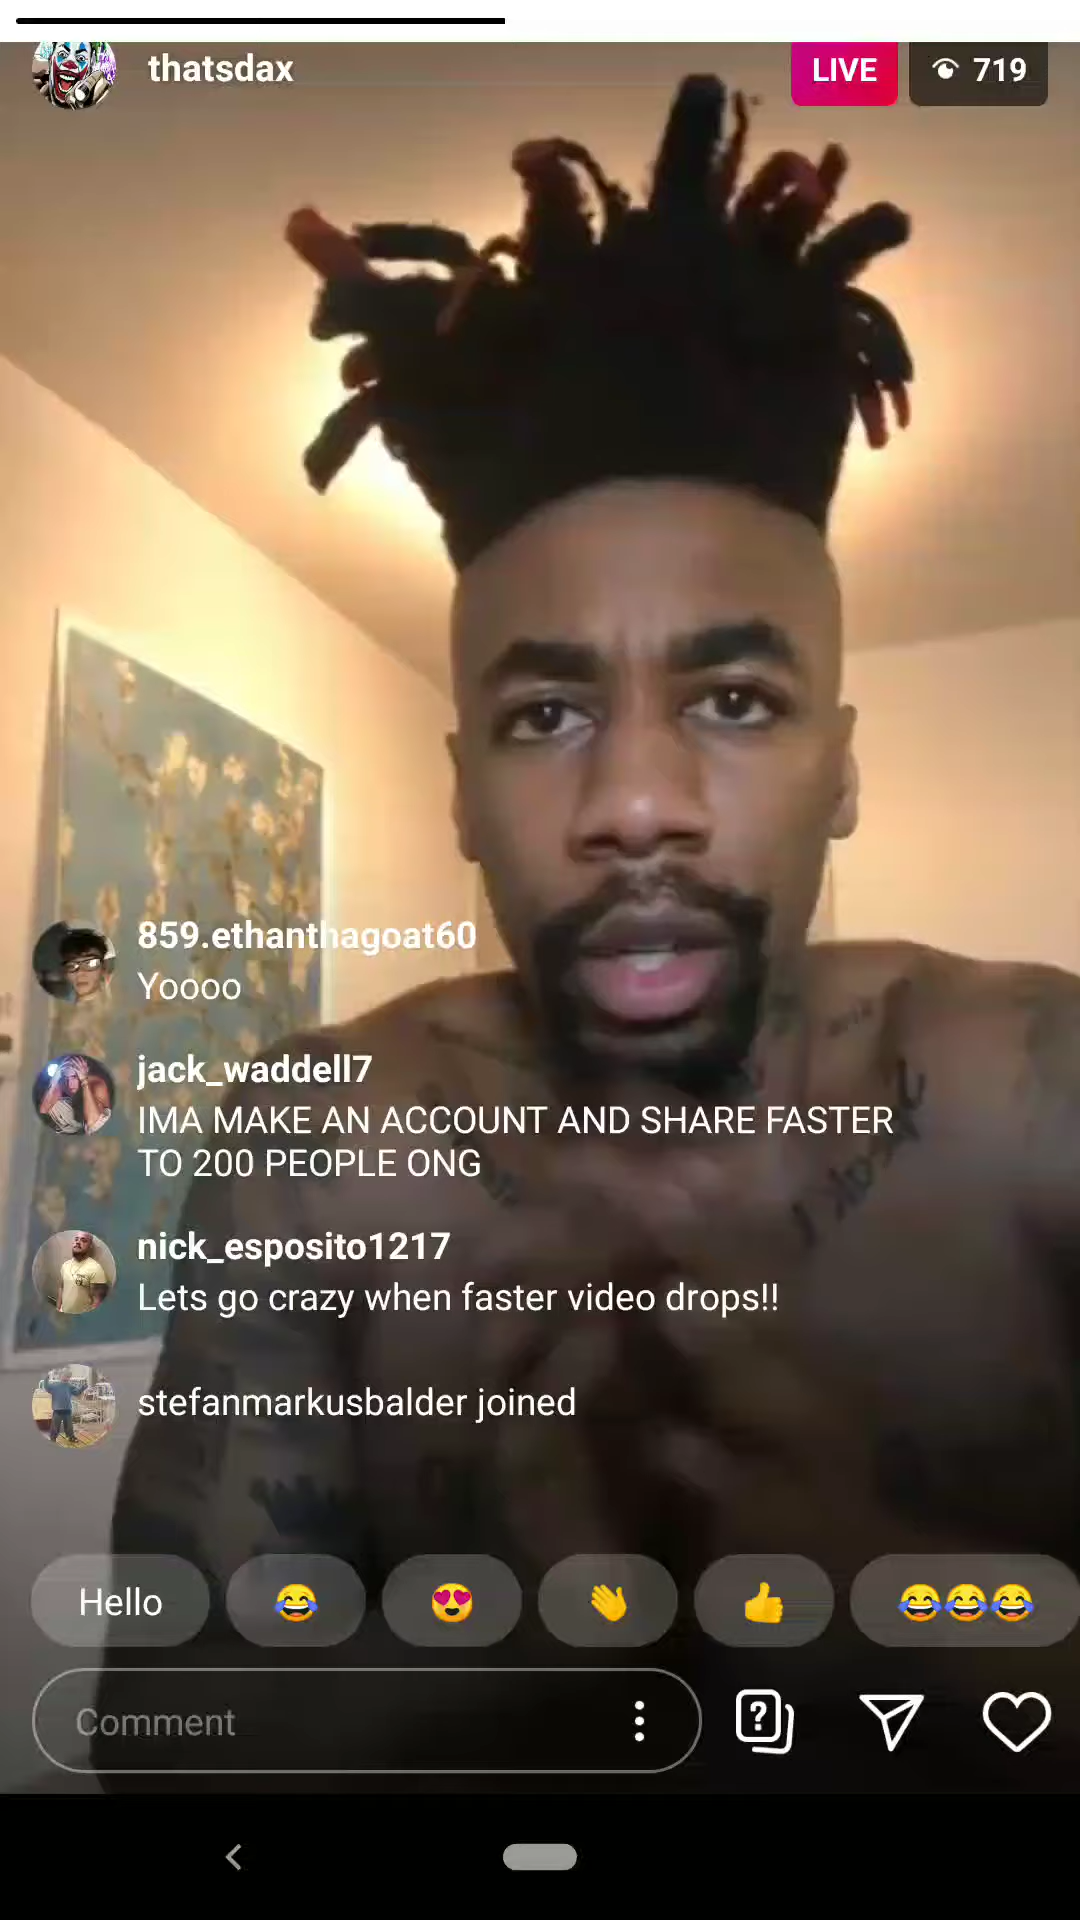 thatsdax
LIVE
719
859.ethanthagoat60
Yoooo
jack_waddell7
IMA MAKE AN ACCOUNT AND SHARE FASTER
TO 200 PEOPLE ONG
nick_esposito1217
Lets go crazy when faster video drops!!
stefanmarkusbalder joined
Hello
Comment